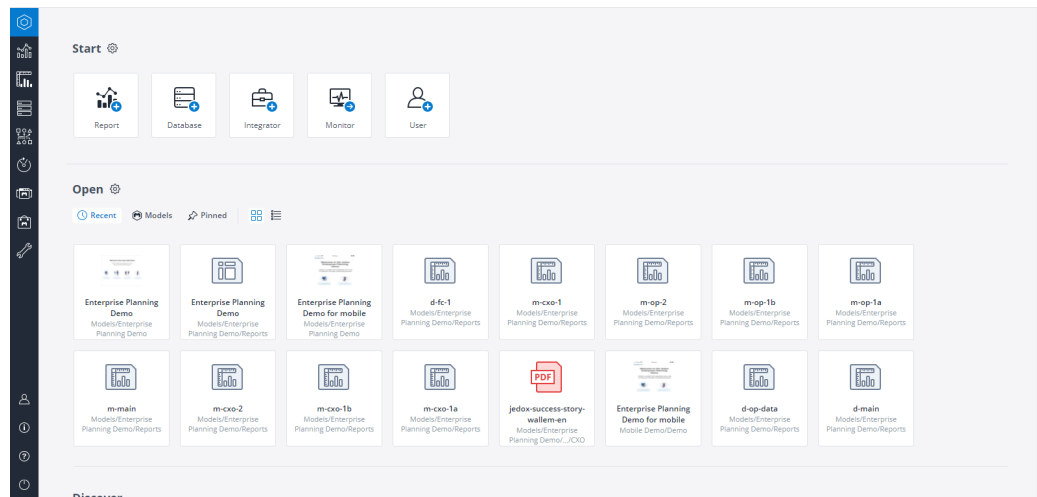 Start
Report
Database
Integrator
Monitor
User
Open
Recent
Models
Pinned
Enterprise Planning
Demo
Models/Enterprise
Planning Demo
Enterprise Planning
Demo
Models/Enterprise
Planning Demo/Reports
Enterprise Planning
Demo for mobile
Models/Enterprise
Planning Demo
d-fc-1
Models/Enterprise
Planning Demo/Reports
m-cxo-1
Models/Enterprise
Planning Demo/Reports
m-op-2
Models/Enterprise
Planning Demo/Reports
m-op-1b
Models/Enterprise
Planning Demo/Reports
m-op-1a
Models/Enterprise
Planning Demo/Reports
m-main
Models/Enterprise
Planning Demo/Reports
m-cxo-2
Models/Enterprise
Planning Demo/Reports
m-cxo-1b
Models/Enterprise
Planning Demo/Reports
m-cxo-1a
Models/Enterprise
Planning Demo/Reports
PDF
jedox-success-story-
wallem-en
Models/Enterprise
Planning Demo/.../CXO
Enterprise Planning
Demo for mobile
Mobile Demo/Demo
d-op-data
Models/Enterprise
Planning Demo/Reports
d-main
Models/Enterprise
Planning Demo/Reports
Discover